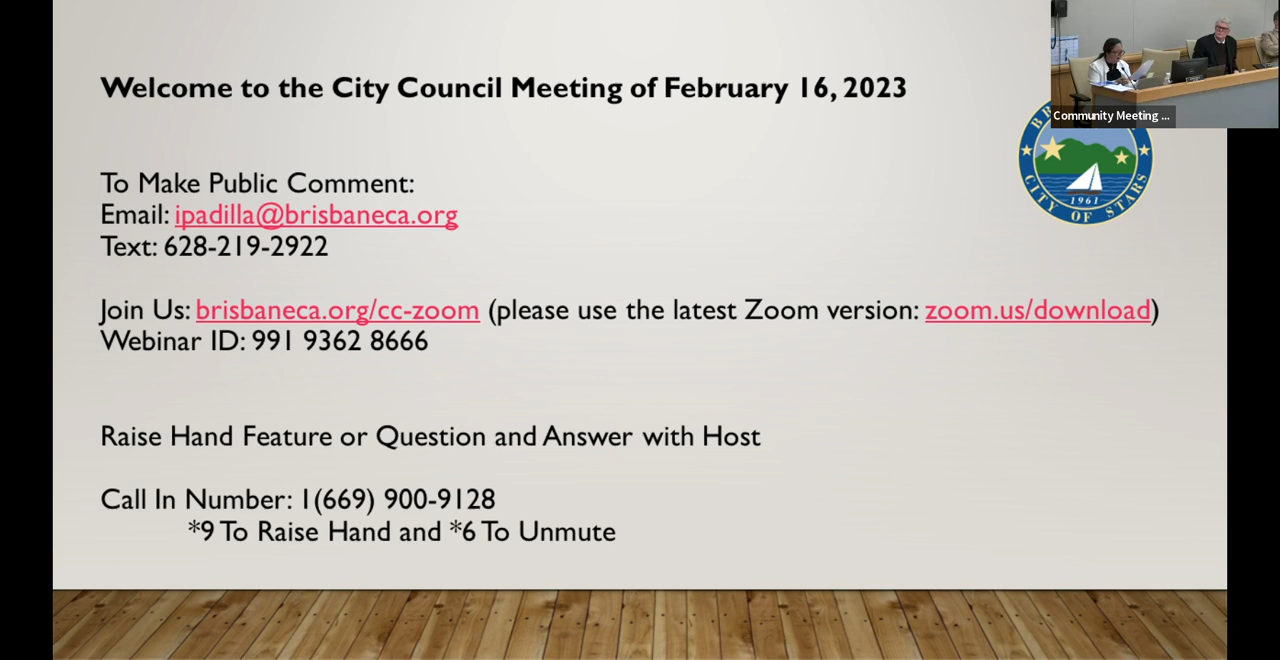 Welcome to the City Council Meeting of February 16, 2023
Community Meeting ...
To Make Public Comment:
Email: ipadilla@brisbaneca.org
Text: 628-219-2922
BR
CITY OF STARS
1961
Join Us: brisbaneca.org/cc-zoom (please use the latest Zoom version: zoom.us/download)
Webinar ID: 991 9362 8666
Raise Hand Feature or Question and Answer with Host
Call In Number: 1(669) 900-9128
*9 To Raise Hand and *6 To Unmute